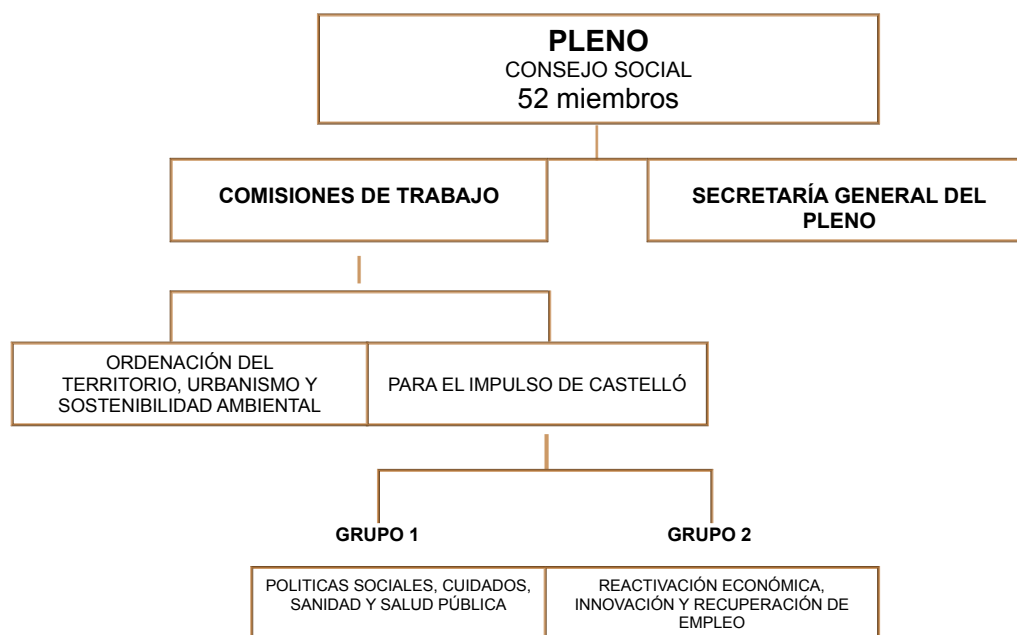 PLENO
CONSEJO SOCIAL
52 miembros
COMISIONES DE TRABAJO
SECRETARÍA GENERAL DEL
PLENO
ORDENACIÓN DEL
TERRITORIO, URBANISMO Y
SOSTENIBILIDAD AMBIENTAL
PARA EL IMPULSO DE CASTELLÓ
GRUPO 1
GRUPO 2
POLITICAS SOCIALES, CUIDADOS,
SANIDAD Y SALUD PÚBLICA
REACTIVACIÓN ECONÓMICA,
INNOVACIÓN Y RECUPERACIÓN DE
EMPLEO